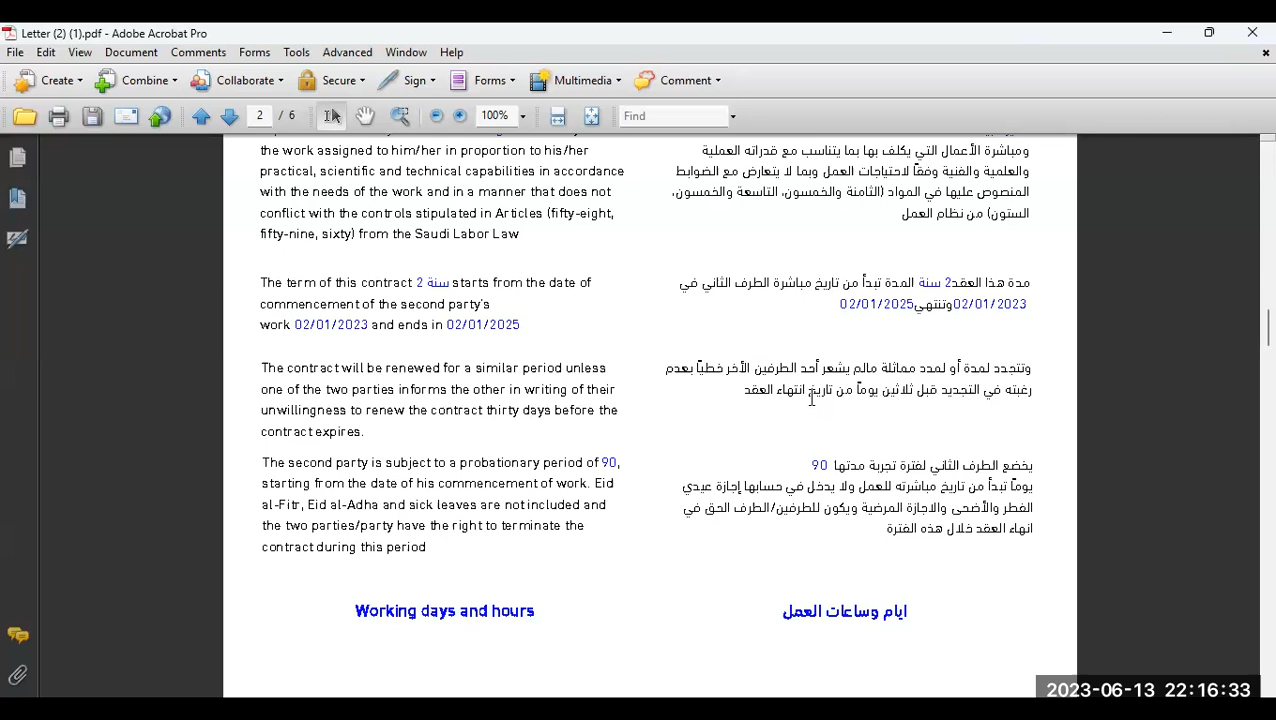 Letter (2) (1).pdf - Adobe Acrobat Pro
File Edit View Document Comments Forms Tools Advanced Window Help
Create Combine Collaborate Secure Sign Forms Multimedia Comment
2 / 6 100% Find
the work assigned to him/her in proportion to his/her
practical, scientific and technical capabilities in accordance
with the needs of the work and in a manner that does not
conflict with the controls stipulated in Articles (fifty-eight,
fifty-nine, sixty) from the Saudi Labor Law
ومباشرة الأعمال التي يكلف بها بما يتناسب مع قدراته العملية
والعلمية والفنية وفقاً لاحتياجات العمل وبما لا يتعارض مع الضوابط
المنصوص عليها في المواد (الثامنة والخمسون، التاسعة والخمسون،
الستون) من نظام العمل
The term of this contract 2 سنة starts from the date of
commencement of the second party's
work 02/01/2023 and ends in 02/01/2025
مدة هذا العقد2 سنة المدة تبدأ من تاريخ مباشرة الطرف الثاني في
02/01/2023وتنتهي02/01/2025
The contract will be renewed for a similar period unless
one of the two parties informs the other in writing of their
unwillingness to renew the contract thirty days before the
contract expires.
وتتجدد لمدة أو لمدد مماثلة مالم يشعر أحد الطرفين الأخر خطياً بعدم
رغبته في التجديد قبل ثلاثين يوماً من تاريخ انتهاء العقد
The second party is subject to a probationary period of 90,
starting from the date of his commencement of work. Eid
al-Fitr, Eid al-Adha and sick leaves are not included and
the two parties/party have the right to terminate the
contract during this period
يخضع الطرف الثاني لفترة تجربة مدتها 90
يوماً تبدأ من تاريخ مباشرته للعمل ولا يدخل في حسابها إجازة عيدي
الفطر والأضحى والاجازة المرضية ويكون للطرفين/الطرف الحق في
انهاء العقد خلال هذه الفترة
Working days and hours
ايام وساعات العمل
2023-06-13 22:16:33